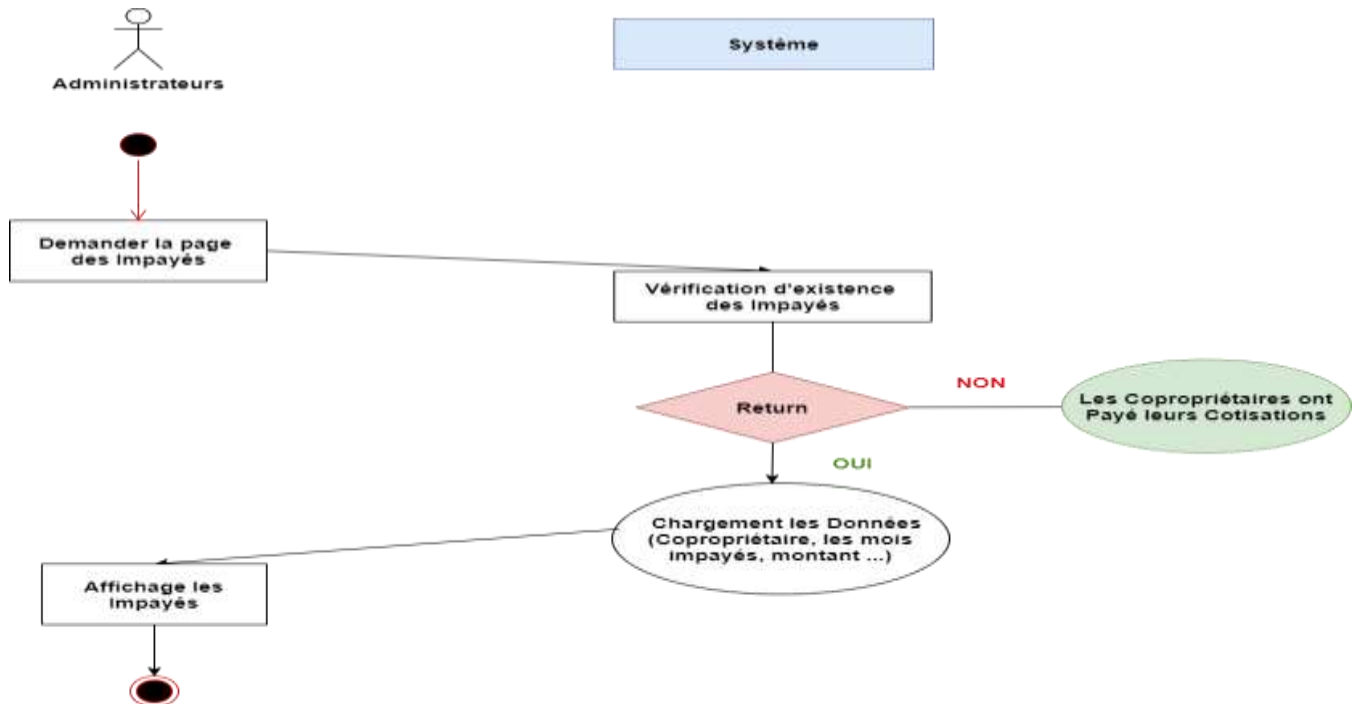 Administrateurs
Système
Demander la page
des Impayés
Vérification d'existence
des Impayés
Return
NON
Les Copropriétaires ont
Payé leurs Cotisations
OUI
Chargement les Données
(Copropriétaire, les mois
impayés, montant ...)
Affichage les
Impayés